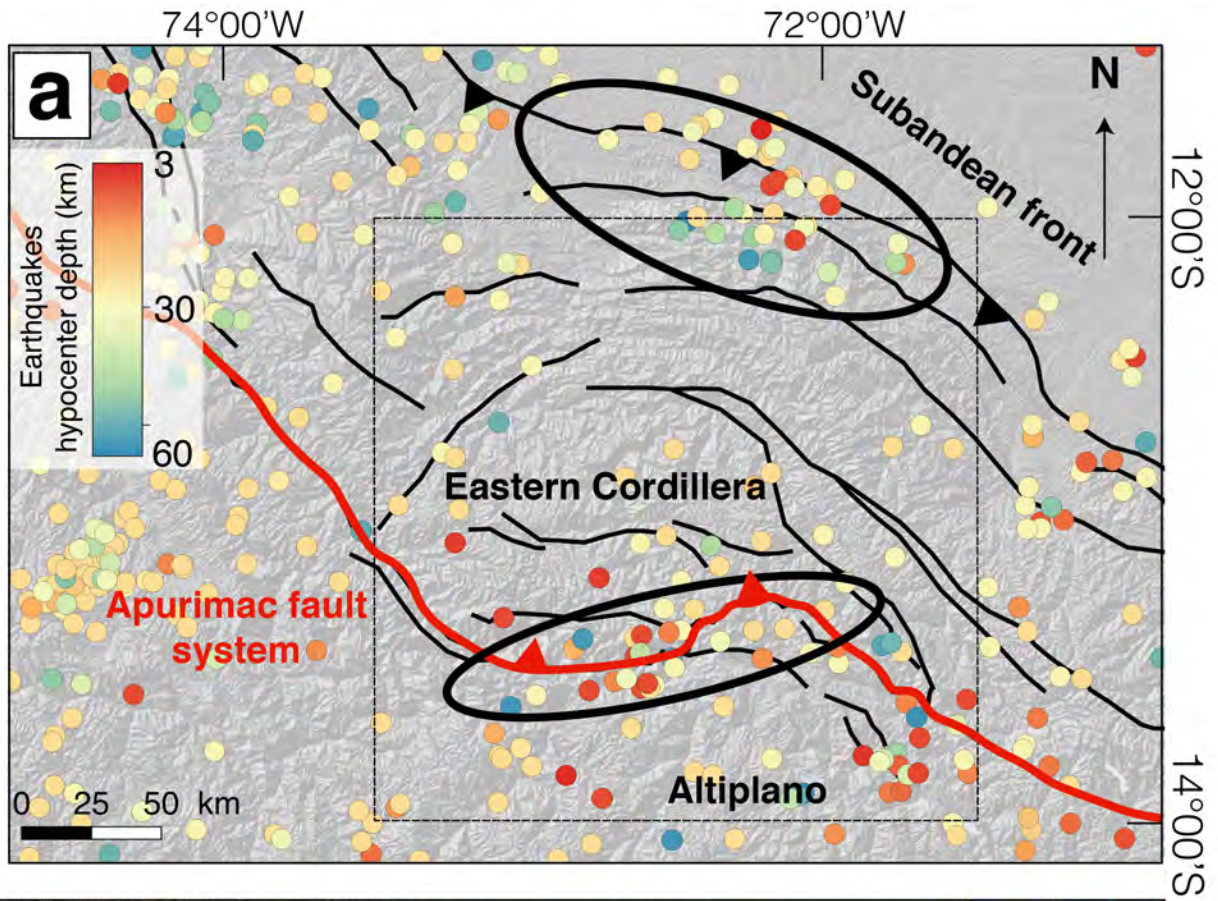 74°00'W
72°00'W
a
N
Subandean front
3
30
60
Earthquakes
hypocenter depth (km)
12°00'S
Eastern Cordillera
Apurimac fault
system
Altiplano
0 25 50 km
14°00'S